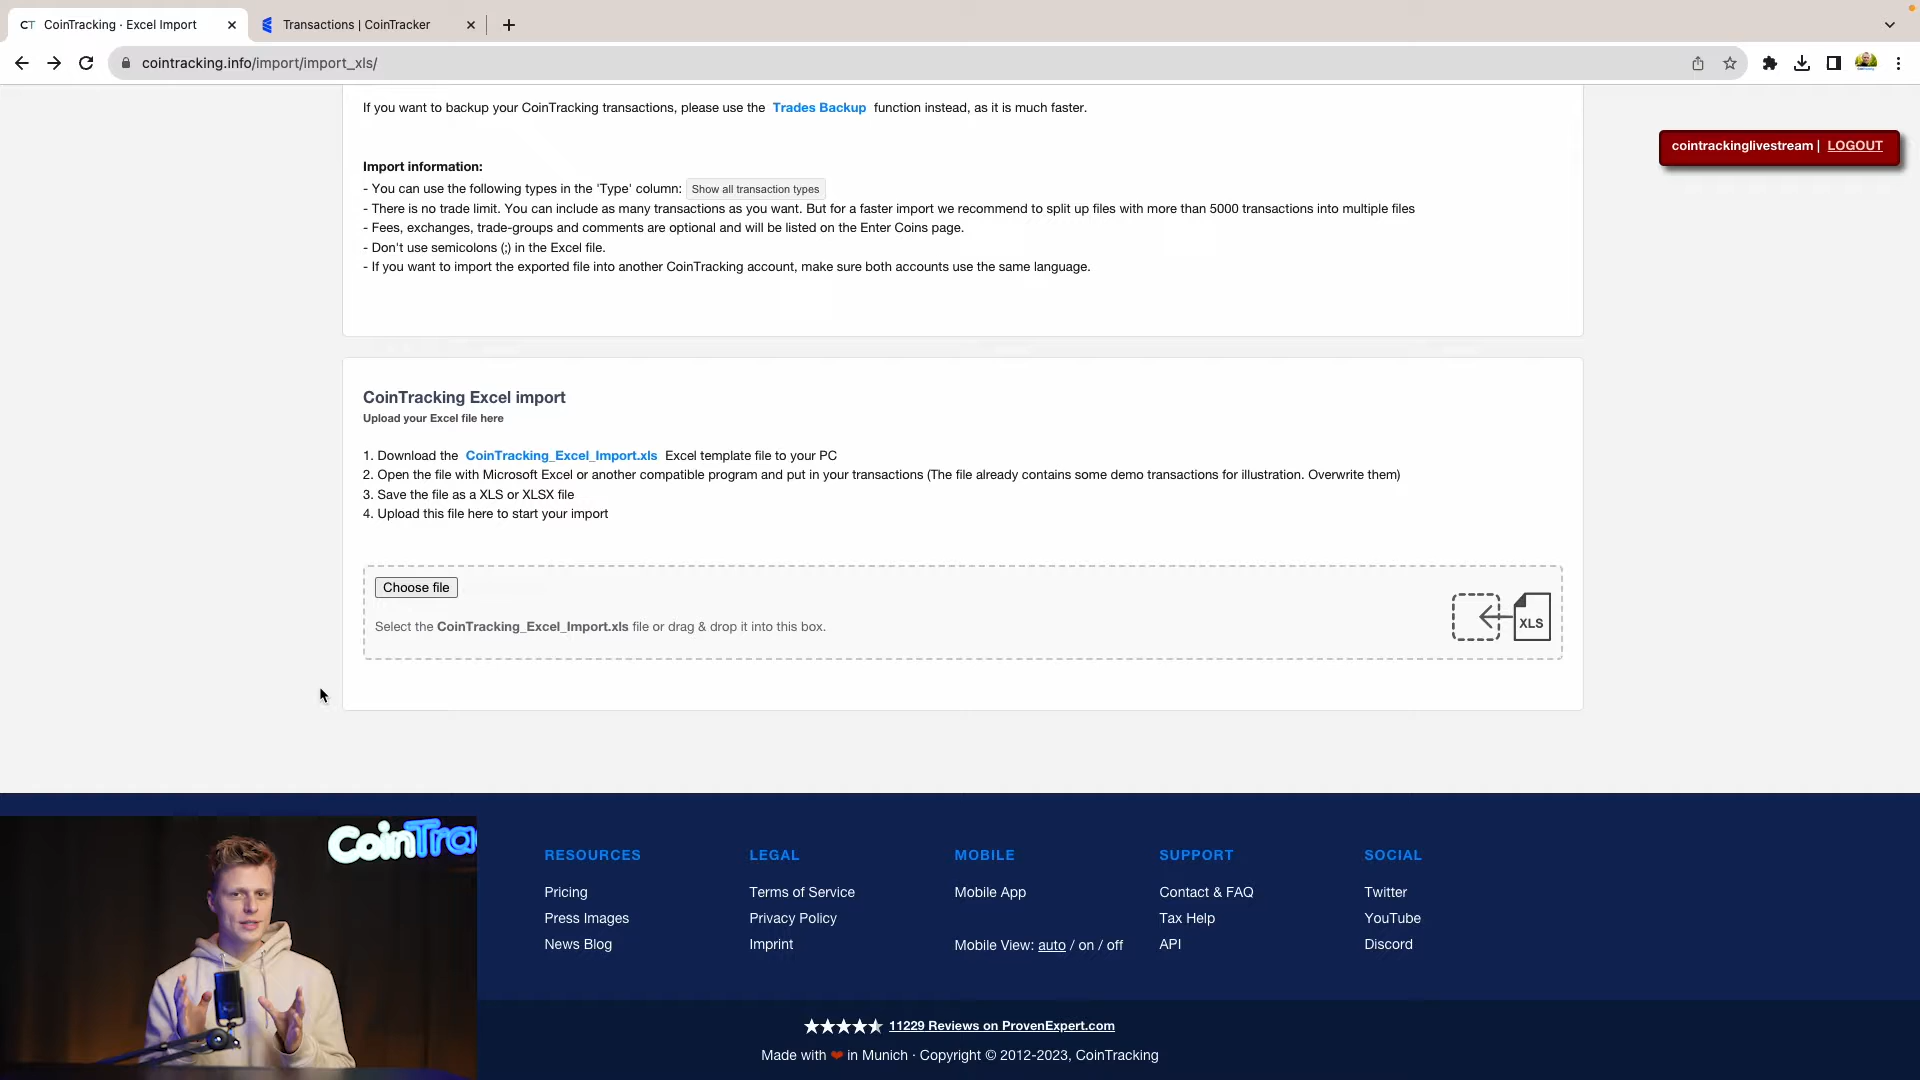 CT CoinTracking · Excel Import
Transactions | CoinTracker
cointracking.info/import/import_xls/
If you want to backup your CoinTracking transactions, please use the Trades Backup function instead, as it is much faster.
cointrackinglivestream | LOGOUT
Import information:
- You can use the following types in the 'Type' column: Show all transaction types
- There is no trade limit. You can include as many transactions as you want. But for a faster import we recommend to split up files with more than 5000 transactions into multiple files
- Fees, exchanges, trade-groups and comments are optional and will be listed on the Enter Coins page.
- Don't use semicolons (;) in the Excel file.
- If you want to import the exported file into another CoinTracking account, make sure both accounts use the same language.
CoinTracking Excel import
Upload your Excel file here
1. Download the CoinTracking_Excel_Import.xls Excel template file to your PC
2. Open the file with Microsoft Excel or another compatible program and put in your transactions (The file already contains some demo transactions for illustration. Overwrite them)
3. Save the file as a XLS or XLSX file
4. Upload this file here to start your import
Choose file
Select the CoinTracking_Excel_Import.xls file or drag & drop it into this box.
XLS
CoinTra
RESOURCES
Pricing
Press Images
News Blog
LEGAL
Terms of Service
Privacy Policy
Imprint
MOBILE
Mobile App
Mobile View: auto / on / off
SUPPORT
Contact & FAQ
Tax Help
API
SOCIAL
Twitter
YouTube
Discord
11229 Reviews on ProvenExpert.com
Made with ❤ in Munich · Copyright © 2012-2023, CoinTracking